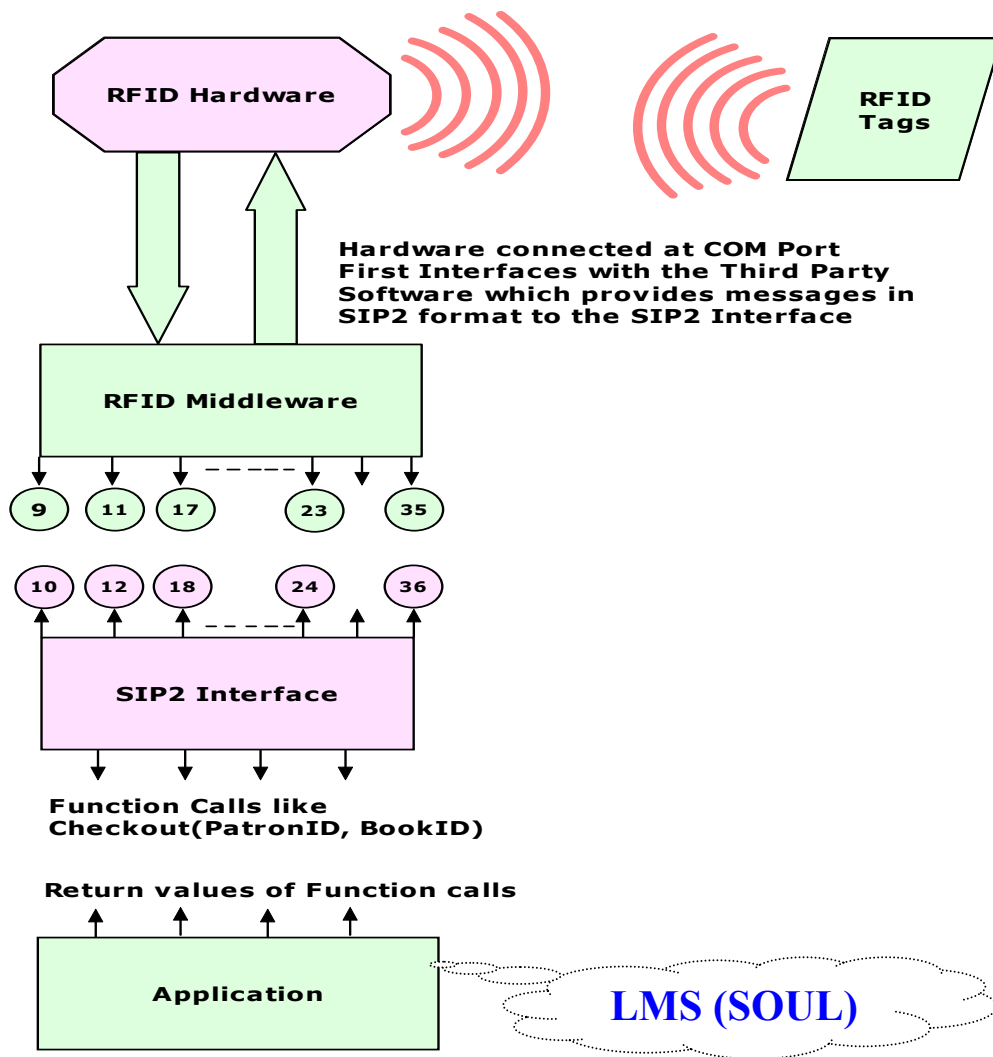 RFID Hardware
RFID
Tags
Hardware connected at COM Port
First Interfaces with the Third Party
Software which provides messages in
SIP2 format to the SIP2 Interface
RFID Middleware
9 11 17 23 35
10 12 18 24 36
SIP2 Interface
Function Calls like
Checkout(PatronID, BookID)
Return values of Function calls
Application
LMS (SOUL)